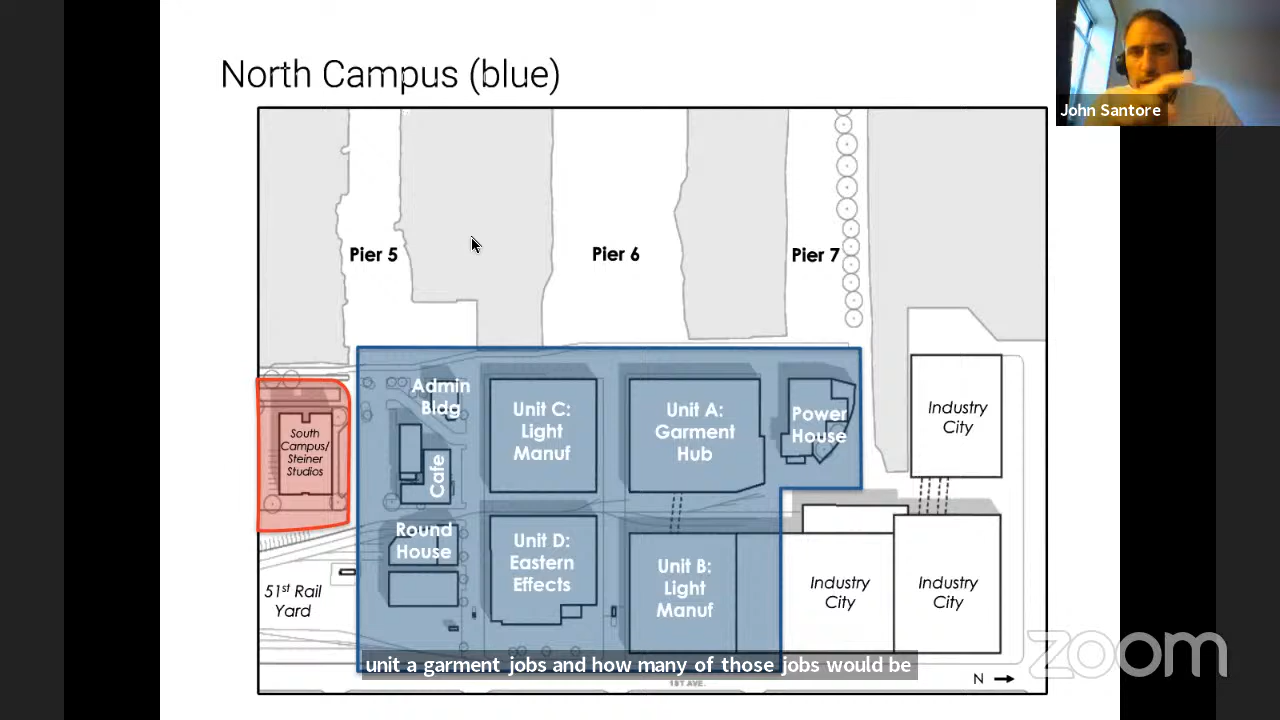 North Campus (blue)
John Santore
Pier 5
Pier 6
Pier 7
Admin
Bldg
Unit C:
Light
Manuf
Unit A:
Garment
Hub
Power
House
Industry
City
South
Campus/
Steiner
Studios
Cafe
Round
House
Unit D:
Eastern
Effects
Unit B:
Light
Manuf
Industry
City
Industry
City
51st Rail
Yard
unit a garment jobs and how many of those jobs would be
1ST AVE.
N
zoom